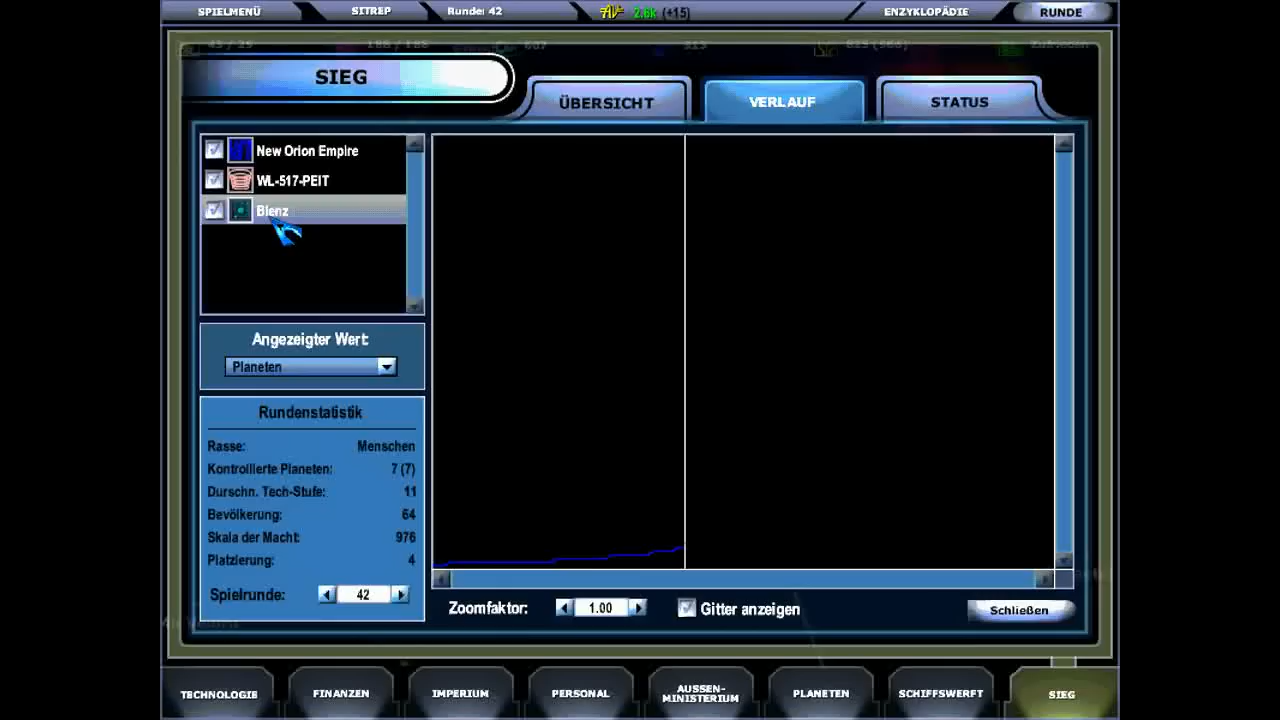 SPIELMENÜ SITREP Runde: 42 2.6k (+15) ENZYKLOPÄDIE RUNDE
SIEG
ÜBERSICHT VERLAUF STATUS
New Orion Empire
WL-517-PEIT
Blenz
Angezeigter Wert:
Planeten
Rundenstatistik
Rasse: Menschen
Kontrollierte Planeten: 7 (7)
Durschn. Tech-Stufe: 11
Bevölkerung: 64
Skala der Macht: 976
Platzierung: 4
Spielrunde: 42
Zoomfaktor: 1.00 Gitter anzeigen Schließen
TECHNOLOGIE FINANZEN IMPERIUM PERSONAL AUSSEN- PLANETEN SCHIFFSWERFT SIEG
MINISTERIUM